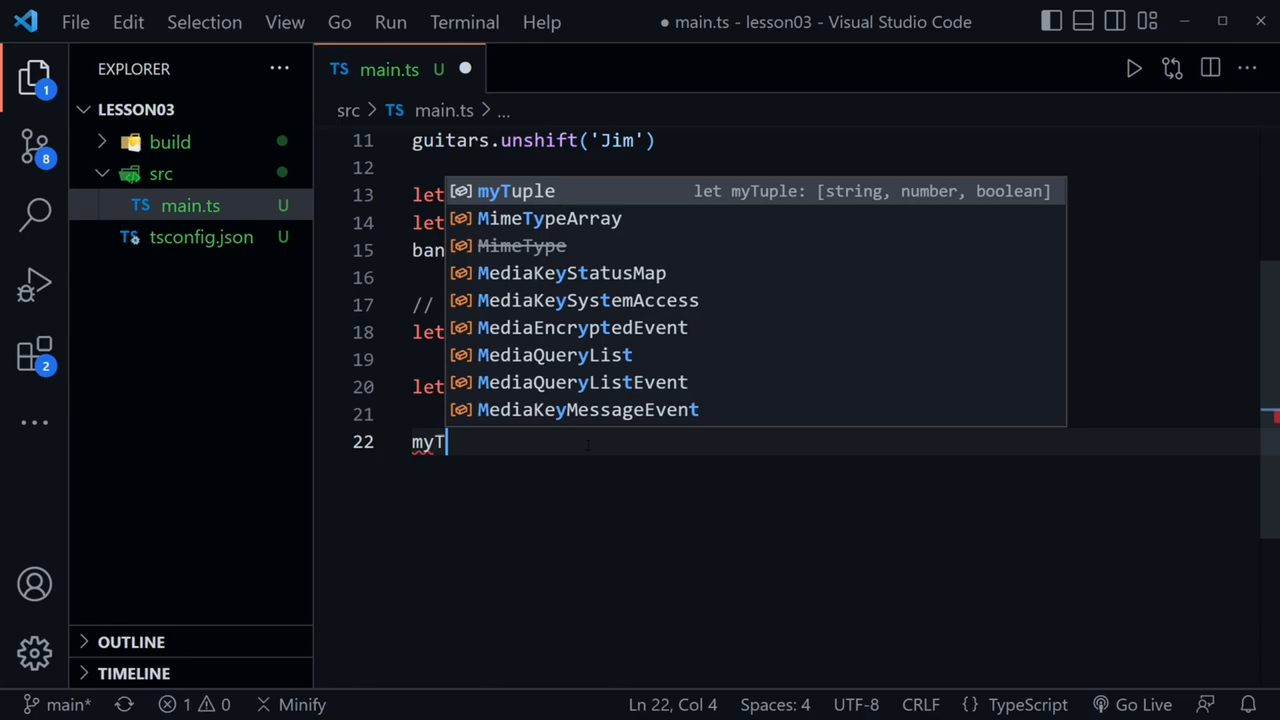 File Edit Selection View Go Run Terminal Help ● main.ts - lesson03 - Visual Studio Code
EXPLORER ...
TS main.ts U
LESSON03
src > TS main.ts > ...
build
src
TS main.ts U
TS tsconfig.json U
1
8
2
11 guitars.unshift('Jim')
12
13 let
14 let
15 ban
16
17 //
18 let
19
20 let
21
22 myT
myTuple let myTuple: [string, number, boolean]
MimeTypeArray
MimeType
MediaKeyStatusMap
MediaKeySystemAccess
MediaEncryptedEvent
MediaQueryList
MediaQueryListEvent
MediaKeyMessageEvent
OUTLINE
TIMELINE
main* 1 0 Minify Ln 22, Col 4 Spaces: 4 UTF-8 CRLF {} TypeScript Go Live